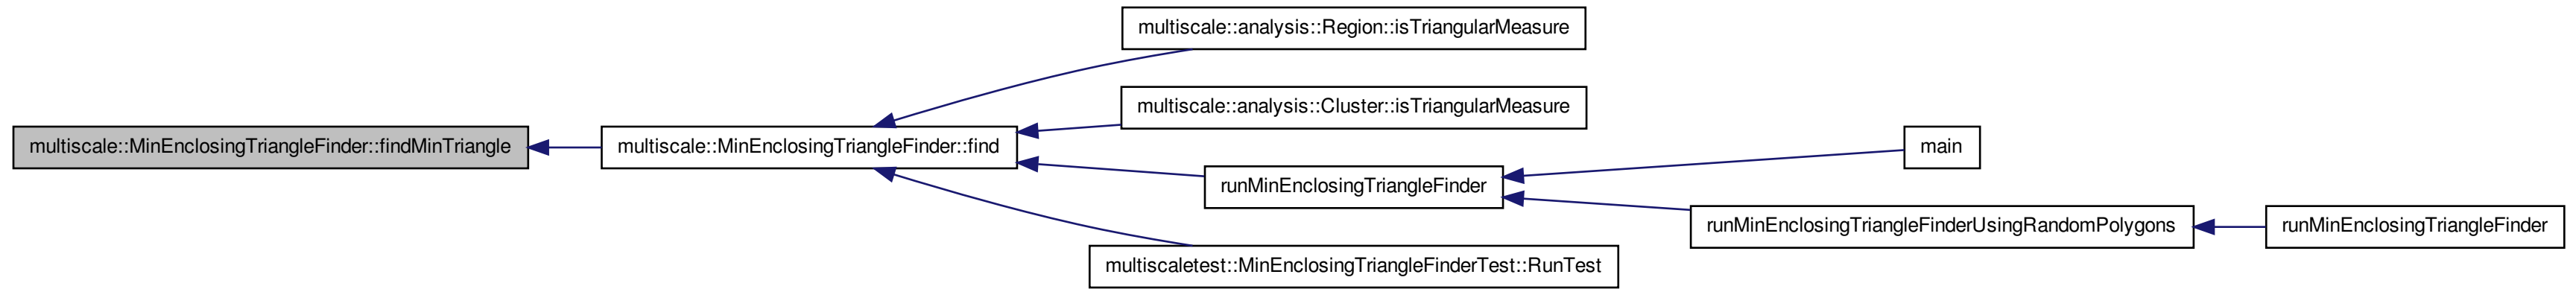 multiscale::analysis::Region::isTriangularMeasure
multiscale::analysis::Cluster::isTriangularMeasure
multiscale::MinEnclosingTriangleFinder::findMinTriangle
multiscale::MinEnclosingTriangleFinder::find
main
runMinEnclosingTriangleFinder
runMinEnclosingTriangleFinderUsingRandomPolygons
runMinEnclosingTriangleFinder
multiscaletest::MinEnclosingTriangleFinderTest::RunTest